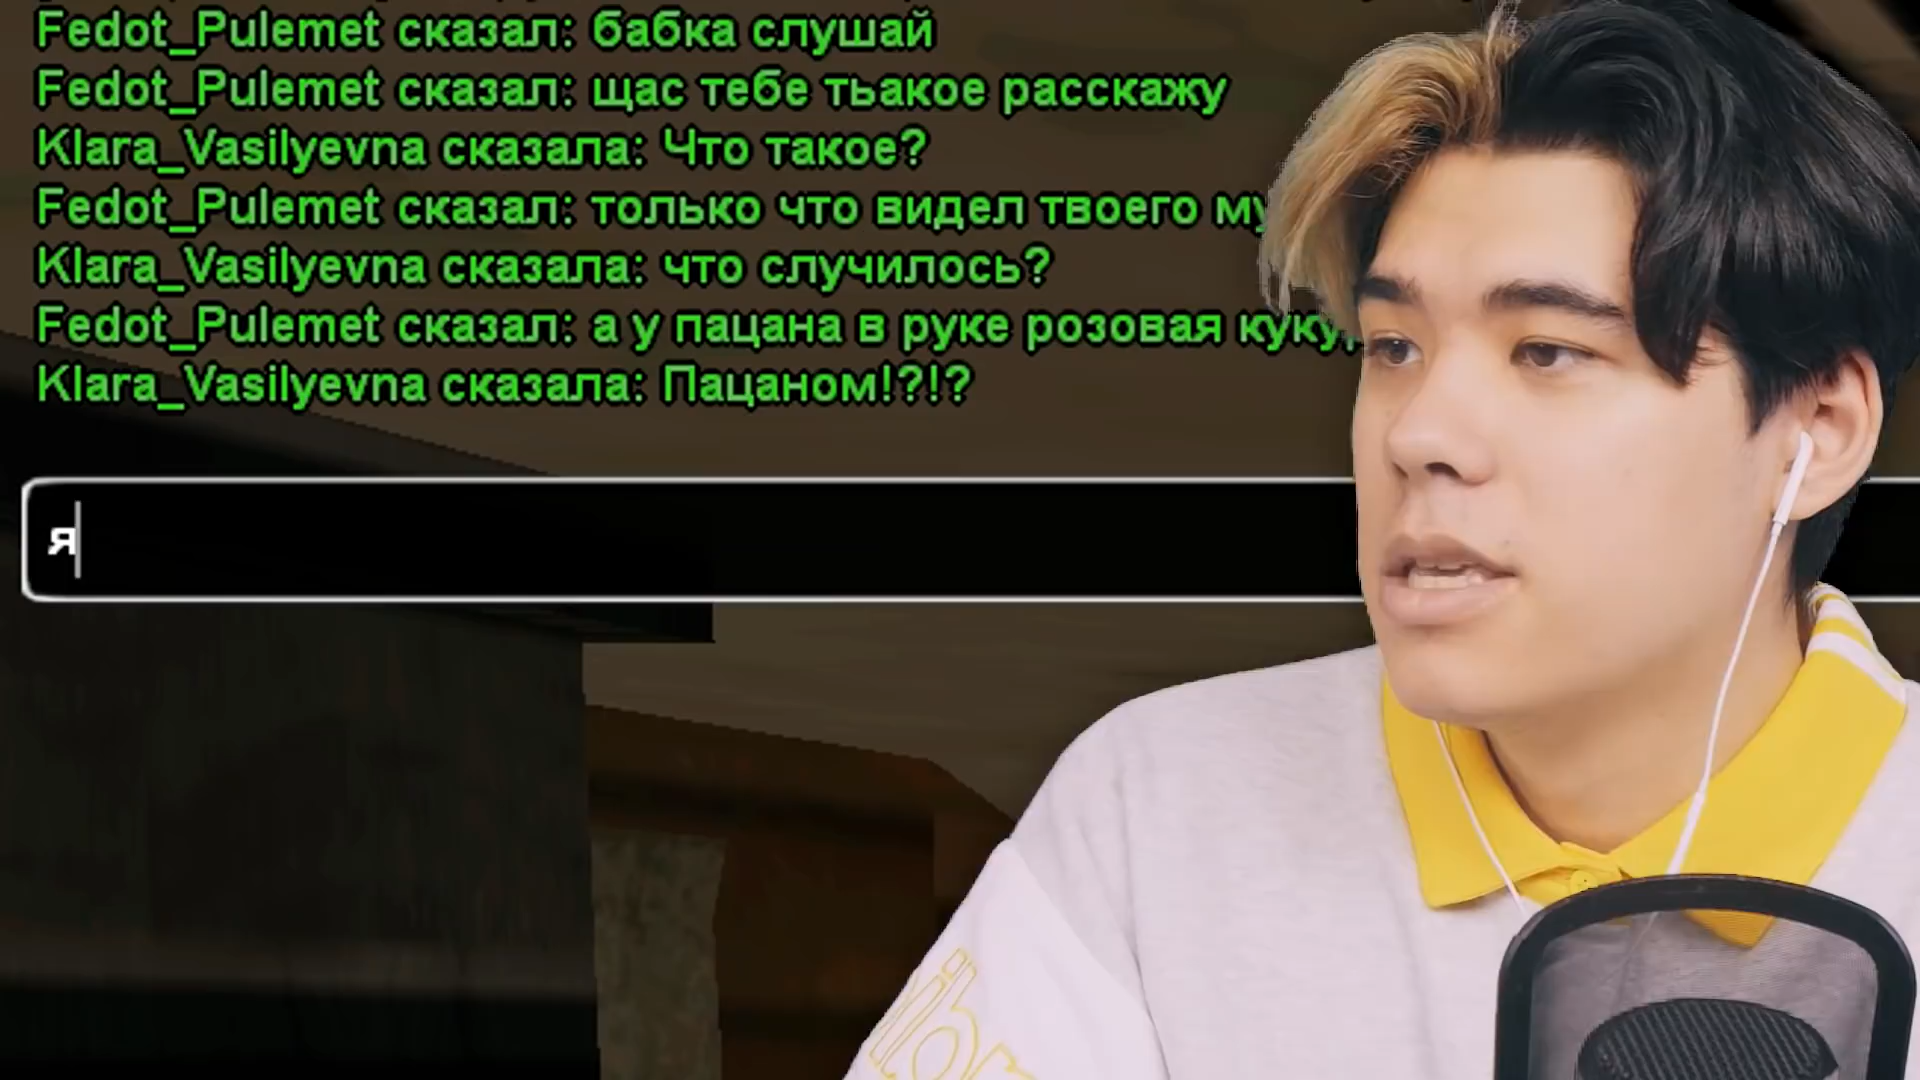 Fedot_Pulemet сказал: бабка слушай
Fedot_Pulemet сказал: щас тебе тьакое расскажу
Klara_Vasilyevna сказала: Что такое?
Fedot_Pulemet сказал: только что видел твоего
Klara_Vasilyevna сказала: что случилось?
Fedot_Pulemet сказал: а у пацана в руке розовая
Klara_Vasilyevna сказала: Пацаном!?!?
я